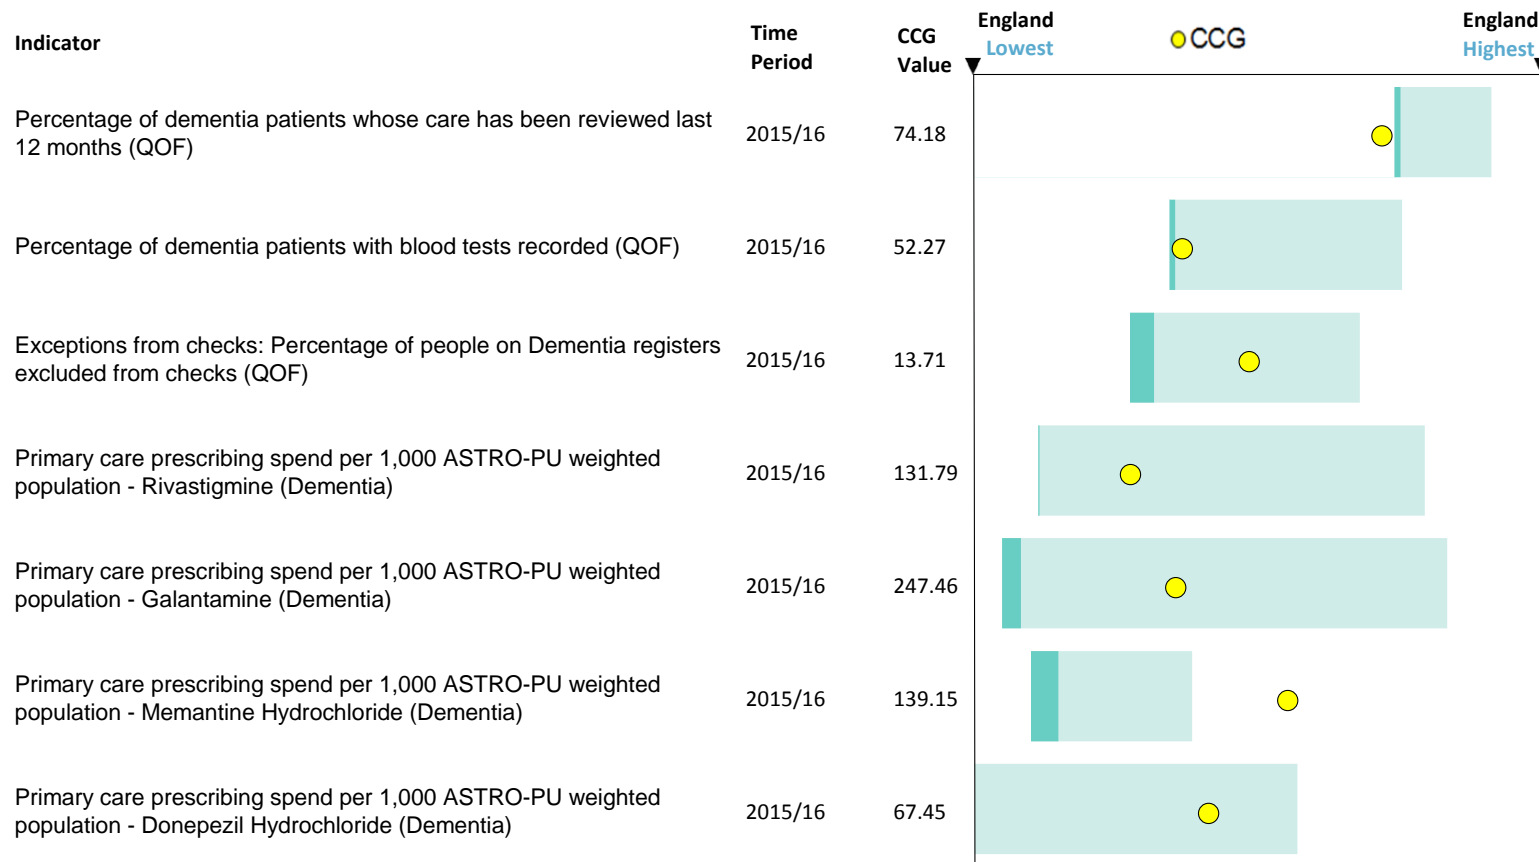 Indicator
Time
Period
CCG
Value
England
Lowest
CCG
England
Highest
Percentage of dementia patients whose care has been reviewed last
12 months (QOF)
2015/16
74.18
Percentage of dementia patients with blood tests recorded (QOF)
2015/16
52.27
Exceptions from checks: Percentage of people on Dementia registers
excluded from checks (QOF)
2015/16
13.71
Primary care prescribing spend per 1,000 ASTRO-PU weighted
population - Rivastigmine (Dementia)
2015/16
131.79
Primary care prescribing spend per 1,000 ASTRO-PU weighted
population - Galantamine (Dementia)
2015/16
247.46
Primary care prescribing spend per 1,000 ASTRO-PU weighted
population - Memantine Hydrochloride (Dementia)
2015/16
139.15
Primary care prescribing spend per 1,000 ASTRO-PU weighted
population - Donepezil Hydrochloride (Dementia)
2015/16
67.45